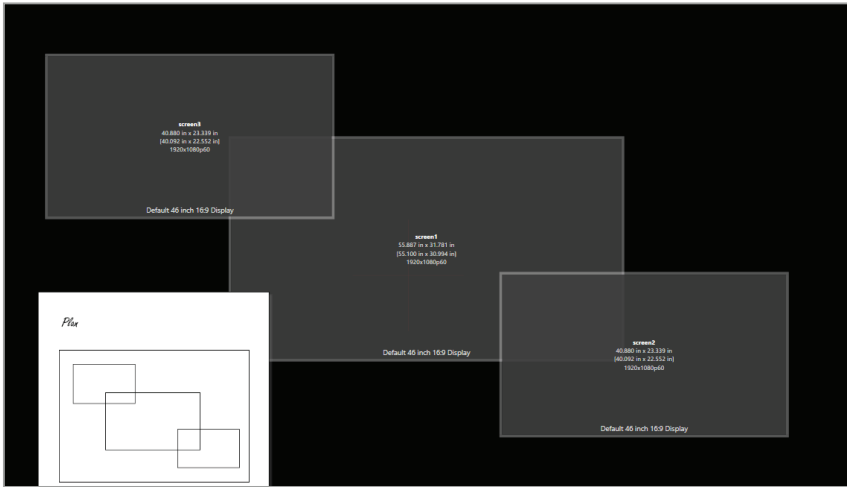 screen3
40.880 in x 23.339 in
(40.092 in x 22.552 in)
1920x1080p60
Default 46 inch 16:9 Display
screen1
55.887 in x 31.781 in
(55.100 in x 30.994 in)
1920x1080p60
Default 46 inch 16:9 Display
screen2
40.880 in x 23.339 in
(40.092 in x 22.552 in)
1920x1080p60
Default 46 inch 16:9 Display
Plan